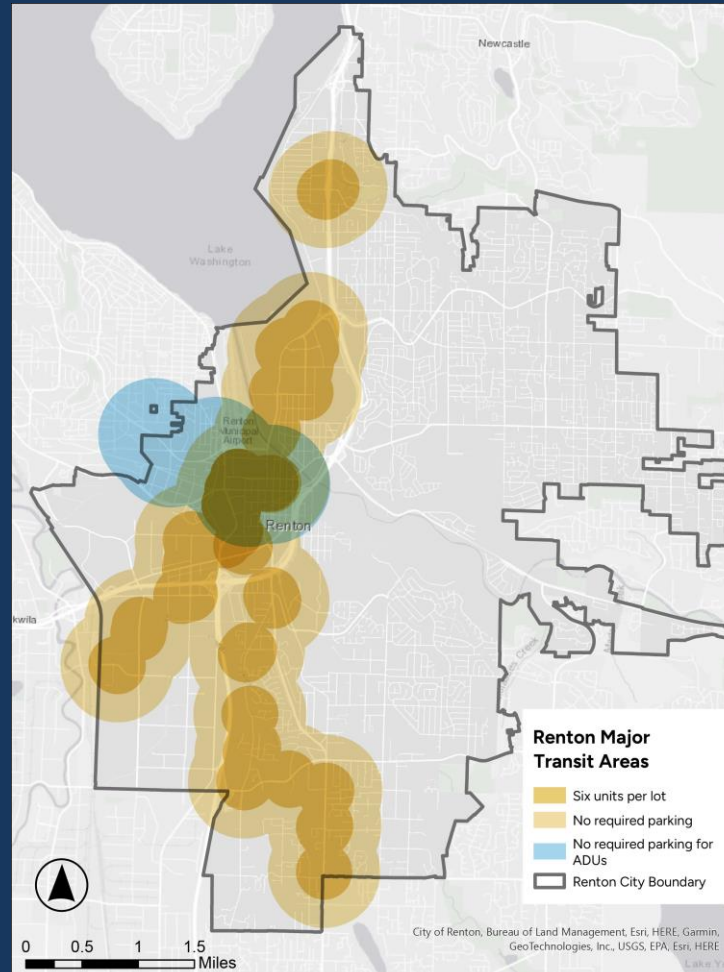 Newcastle
Lake
Washington
Renton
Municipal
Airport
Renton
kwila
Creek
Renton Major
Transit Areas
Six units per lot
No required parking
No required parking for
ADUs
Renton City Boundary
City of Renton, Bureau of Land Management, Esri, HERE, Garmin,
GeoTechnologies, Inc., USGS, EPA, Esri, HERE
0 0.5 1 1.5
Miles
Lake Y